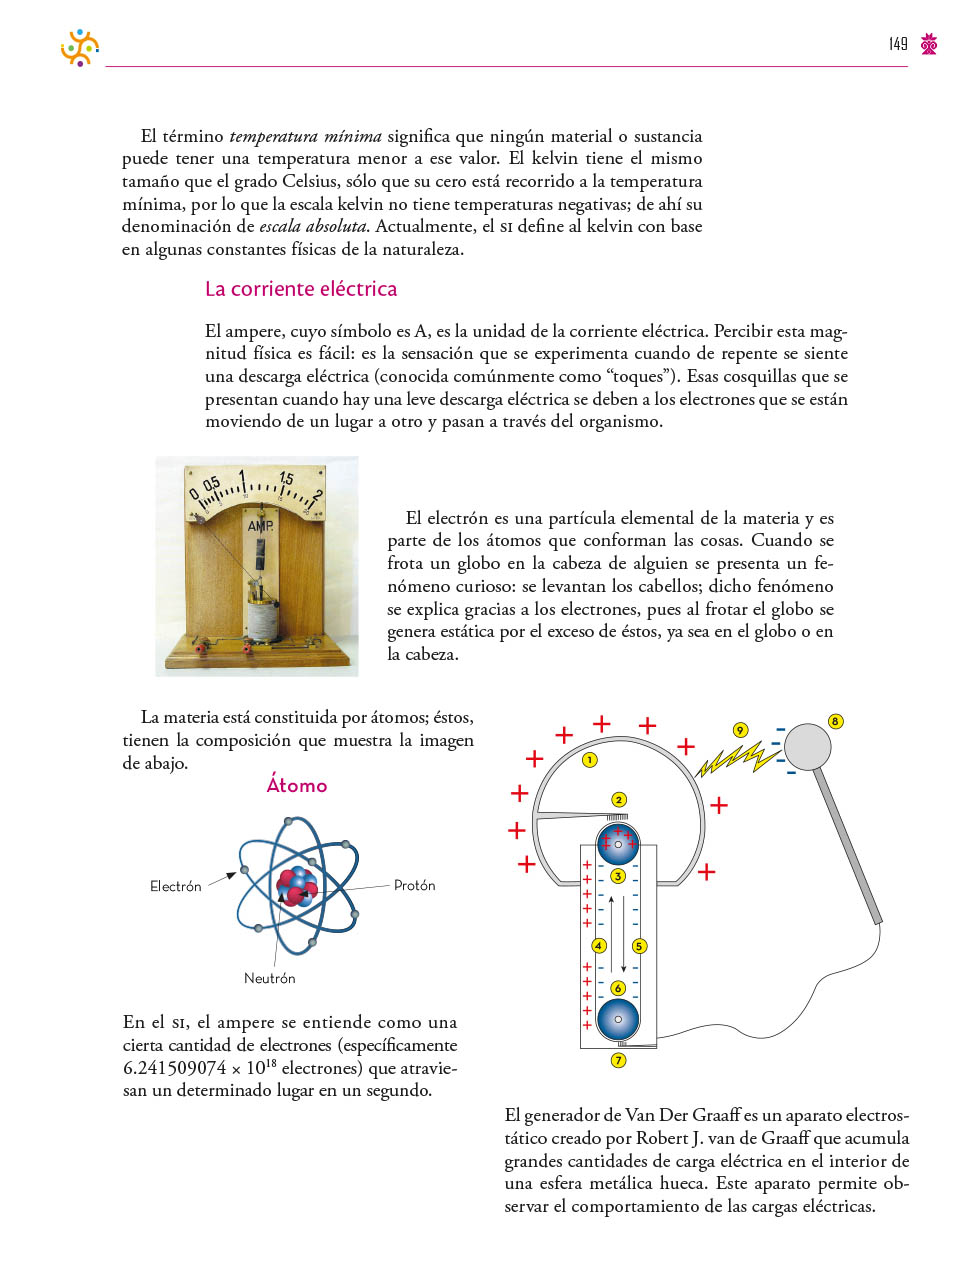 149
El término temperatura mínima significa que ningún material o sustancia
puede tener una temperatura menor a ese valor. El kelvin tiene el mismo
tamaño que el grado Celsius, sólo que su cero está recorrido a la temperatura
mínima, por lo que la escala kelvin no tiene temperaturas negativas; de ahí su
denominación de escala absoluta. Actualmente, el SI define al kelvin con base
en algunas constantes físicas de la naturaleza.
La corriente eléctrica
El ampere, cuyo símbolo es A, es la unidad de la corriente eléctrica. Percibir esta mag-
nitud física es fácil: es la sensación que se experimenta cuando de repente se siente
una descarga eléctrica (conocida comúnmente como “toques”). Esas cosquillas que se
presentan cuando hay una leve descarga eléctrica se deben a los electrones que se están
moviendo de un lugar a otro y pasan a través del organismo.
0 0,5 1 1,5 2
0 5 10 15 20
AMP.
El electrón es una partícula elemental de la materia y es
parte de los átomos que conforman las cosas. Cuando se
frota un globo en la cabeza de alguien se presenta un fe-
nómeno curioso: se levantan los cabellos; dicho fenómeno
se explica gracias a los electrones, pues al frotar el globo se
genera estática por el exceso de éstos, ya sea en el globo o en
la cabeza.
La materia está constituida por átomos; éstos,
tienen la composición que muestra la imagen
de abajo.
Átomo
Electrón
Protón
Neutrón
En el SI, el ampere se entiende como una
cierta cantidad de electrones (específicamente
6.241509074 × 10¹⁸ electrones) que atravie-
san un determinado lugar en un segundo.
1
2
3
4
5
6
7
8
9
El generador de Van Der Graaff es un aparato electros-
tático creado por Robert J. van de Graaff que acumula
grandes cantidades de carga eléctrica en el interior de
una esfera metálica hueca. Este aparato permite ob-
servar el comportamiento de las cargas eléctricas.